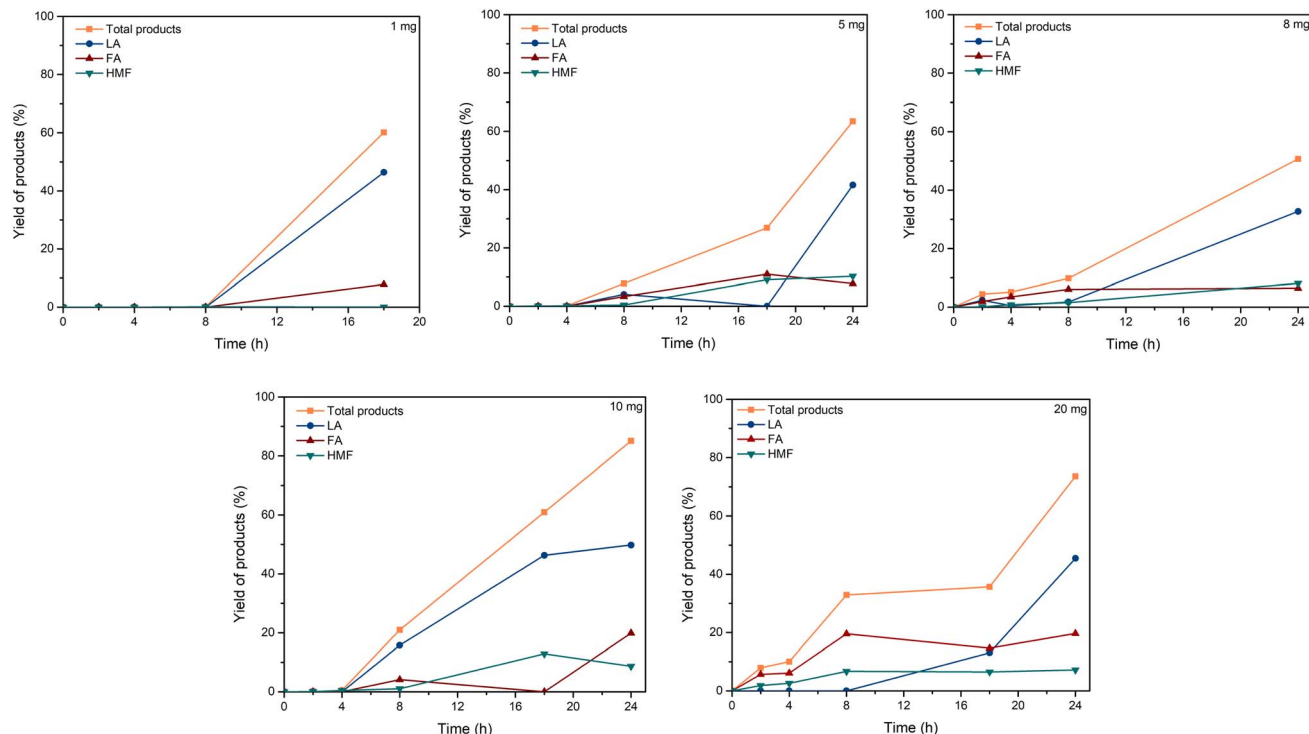 1 mg
Total products
LA
FA
HMF
100
80
60
40
20
0
Yield of products (%)
0 4 8 12 16 20
Time (h)
5 mg
Total products
LA
FA
HMF
100
80
60
40
20
0
Yield of products (%)
0 4 8 12 16 20 24
Time (h)
8 mg
Total products
LA
FA
HMF
100
80
60
40
20
0
Yield of products (%)
0 4 8 12 16 20 24
Time (h)
10 mg
Total products
LA
FA
HMF
100
80
60
40
20
0
Yield of products (%)
0 4 8 12 16 20 24
Time (h)
20 mg
Total products
LA
FA
HMF
100
80
60
40
20
0
Yield of products (%)
0 4 8 12 16 20 24
Time (h)